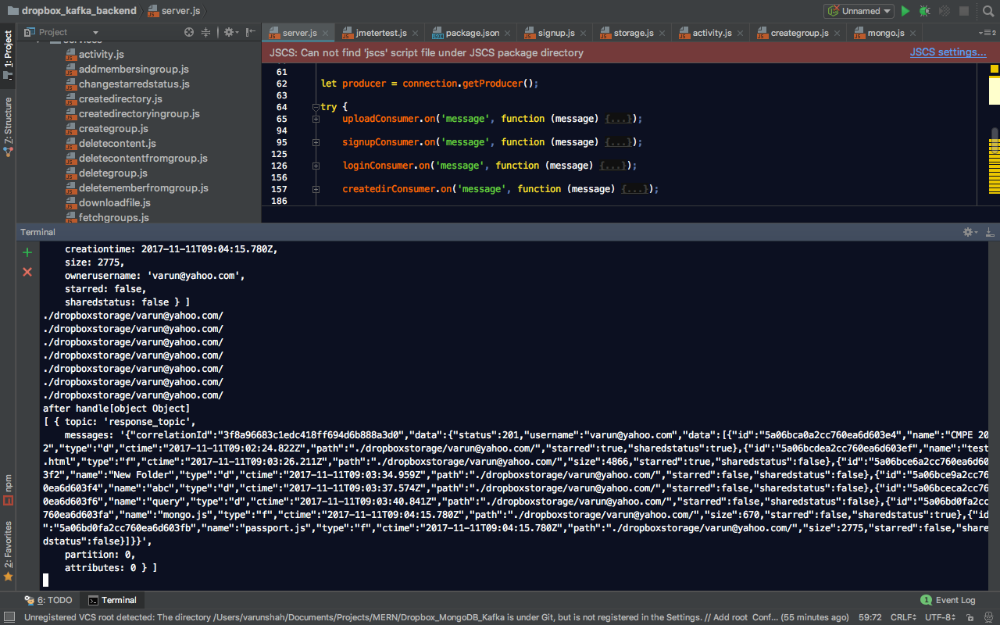 dropbox_kafka_backend server.js Unnamed
Project
server.js jmetertest.js package.json signup.js storage.js activity.js creategroup.js mongo.js 2
1: Project
Z: Structure
npm
2: Favorites
activity.js
addmembersingroup.js
changestarredstatus.js
createdirectory.js
createdirectoryingroup.js
creategroup.js
deletecontent.js
deletecontentfromgroup.js
deletegroup.js
deletememberfromgroup.js
downloadfile.js
fetchgroups.js
JSCS: Can not find 'jscs' script file under JSCS package directory JSCS settings...
61
62 let producer = connection.getProducer();
63
64 try {
65 uploadConsumer.on('message', function (message) {...});
94
95 signupConsumer.on('message', function (message) {...});
125
126 loginConsumer.on('message', function (message) {...});
156
157 createdirConsumer.on('message', function (message) {...});
186
Terminal
creationtime: 2017-11-11T09:04:15.780Z,
size: 2775,
ownerusername: 'varun@yahoo.com',
starred: false,
sharedstatus: false } ]
./dropboxstorage/varun@yahoo.com/
./dropboxstorage/varun@yahoo.com/
./dropboxstorage/varun@yahoo.com/
./dropboxstorage/varun@yahoo.com/
./dropboxstorage/varun@yahoo.com/
./dropboxstorage/varun@yahoo.com/
./dropboxstorage/varun@yahoo.com/
after handle[object Object]
[ { topic: 'response_topic',
messages: '{"correlationId":"3f8a96683c1edc418ff694d6b888a3d0","data":{"status":201,"username":"varun@yahoo.com","data":[{"id":"5a06bca0a2cc760ea6d603e4","name":"CMPE 20
2","type":"d","ctime":"2017-11-11T09:02:24.822Z","path":"./dropboxstorage/varun@yahoo.com/","starred":true,"sharedstatus":true},{"id":"5a06bcdea2cc760ea6d603ef","name":"test
.html","type":"f","ctime":"2017-11-11T09:03:26.211Z","path":"./dropboxstorage/varun@yahoo.com/","size":4866,"starred":true,"sharedstatus":false},{"id":"5a06bce6a2cc760ea6d60
3f2","name":"New Folder","type":"d","ctime":"2017-11-11T09:03:34.959Z","path":"./dropboxstorage/varun@yahoo.com/","starred":false,"sharedstatus":false},{"id":"5a06bce9a2cc76
0ea6d603f4","name":"abc","type":"d","ctime":"2017-11-11T09:03:37.574Z","path":"./dropboxstorage/varun@yahoo.com/","starred":false,"sharedstatus":false},{"id":"5a06bceca2cc76
0ea6d603f6","name":"query","type":"d","ctime":"2017-11-11T09:03:40.841Z","path":"./dropboxstorage/varun@yahoo.com/","starred":false,"sharedstatus":false},{"id":"5a06bd0fa2cc
760ea6d603fa","name":"mongo.js","type":"f","ctime":"2017-11-11T09:04:15.780Z","path":"./dropboxstorage/varun@yahoo.com/","size":670,"starred":false,"sharedstatus":true},{"id
":"5a06bd0fa2cc760ea6d603fb","name":"passport.js","type":"f","ctime":"2017-11-11T09:04:15.780Z","path":"./dropboxstorage/varun@yahoo.com/","size":2775,"starred":false,"share
dstatus":false}]}}',
partition: 0,
attributes: 0 } ]
6: TODO Terminal 1 Event Log
Unregistered VCS root detected: The directory /Users/varunshah/Documents/Projects/MERN/Dropbox_MongoDB_Kafka is under Git, but is not registered in the Settings. // Add root Conf... (55 minutes ago) 59:72 CRLF UTF-8